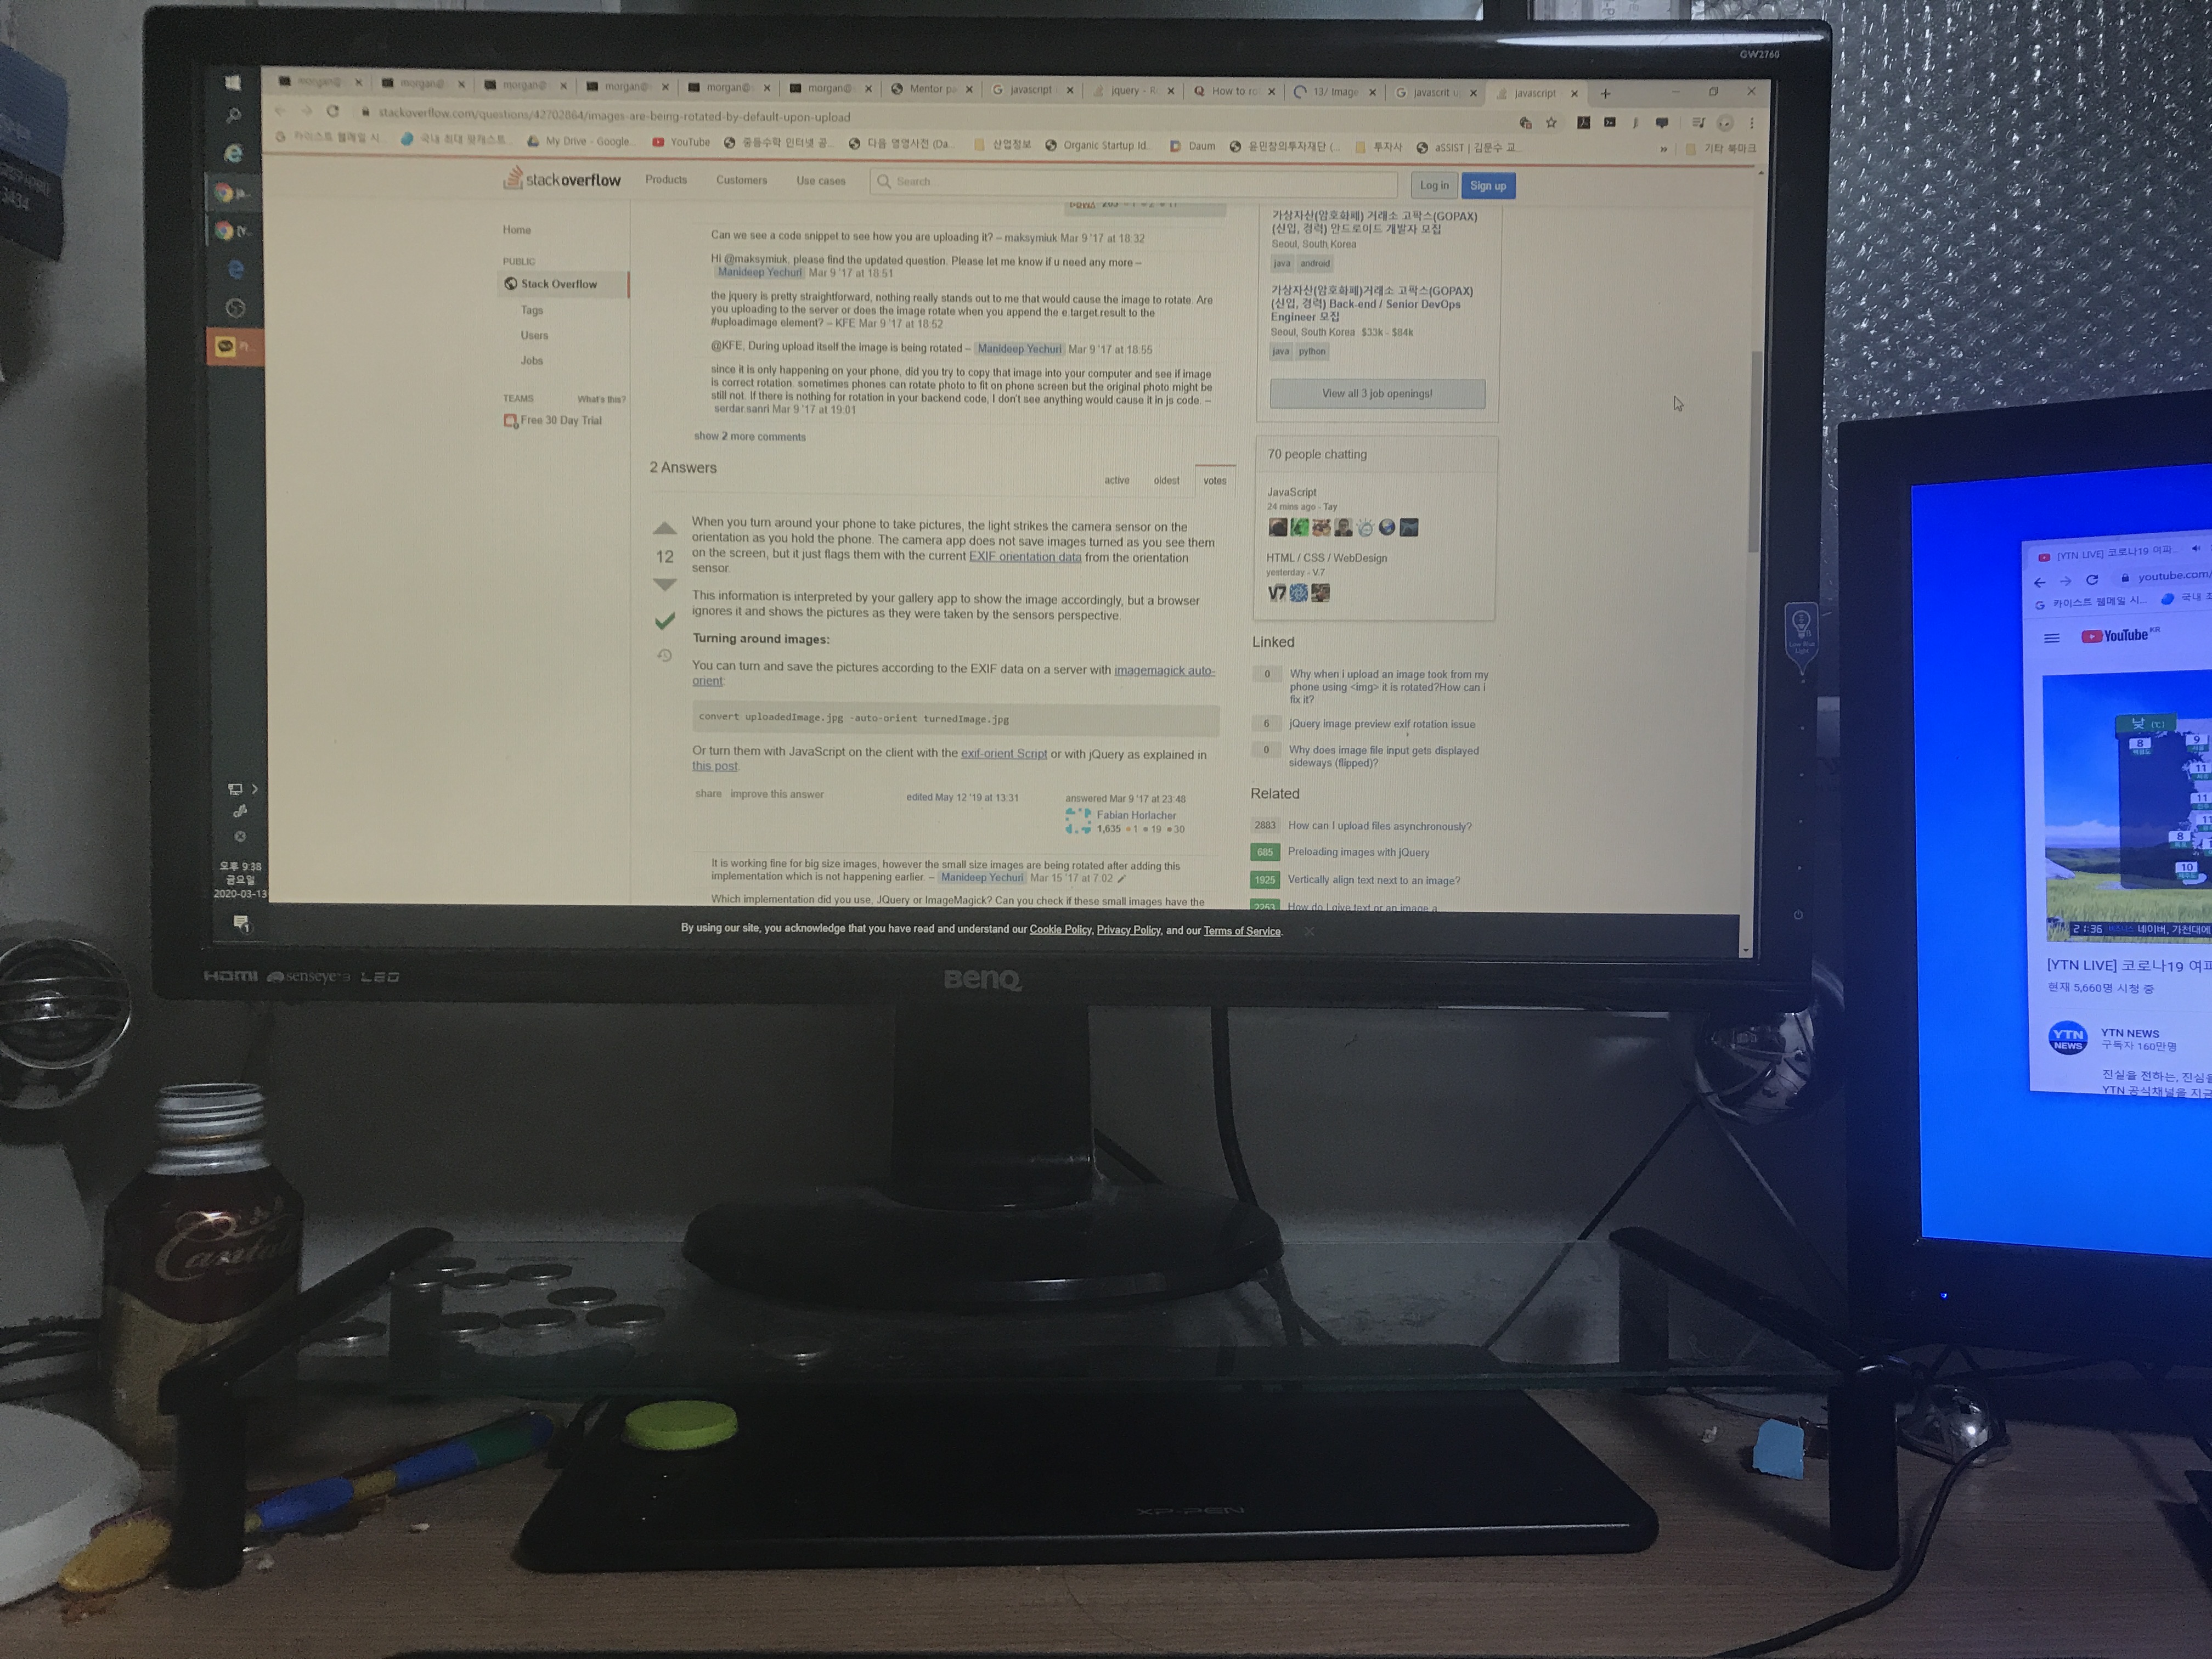 GW2760
morgan@
morgan@
morgan@
morgan@
morgan@
morgan@
Mentor pa
javascript
jquery - R
How to ro
13/ Image
javascrit u
javascript
stackoverflow.com/questions/42702864/images-are-being-rotated-by-default-upon-upload
카이스트 웹메일 시...
국내 최대 팟캐스트...
My Drive - Google...
YouTube
중등수학 인터넷 공...
다음 영영사전 (Da...
산업정보
Organic Startup Id...
Daum
윤민창의투자재단 (...
투자사
aSSIST | 김문수 교...
»
기타 북마크
stackoverflow
Products
Customers
Use cases
Search
Log in
Sign up
Home
PUBLIC
Stack Overflow
Tags
Users
Jobs
TEAMS
What's this?
Free 30 Day Trial
Can we see a code snippet to see how you are uploading it? – maksymiuk Mar 9 '17 at 18:32
Hi @maksymiuk, please find the updated question. Please let me know if u need any more –
Manideep Yechuri Mar 9 '17 at 18:51
the jquery is pretty straightforward, nothing really stands out to me that would cause the image to rotate. Are
you uploading to the server or does the image rotate when you append the e.target.result to the
#uploadimage element? – KFE Mar 9 '17 at 18:52
@KFE, During upload itself the image is being rotated – Manideep Yechuri Mar 9 '17 at 18:55
since it is only happening on your phone, did you try to copy that image into your computer and see if image
is correct rotation. sometimes phones can rotate photo to fit on phone screen but the original photo might be
still not. If there is nothing for rotation in your backend code, I don't see anything would cause it in js code. –
serdar.sanri Mar 9 '17 at 19:01
show 2 more comments
2 Answers
active
oldest
votes
12
When you turn around your phone to take pictures, the light strikes the camera sensor on the
orientation as you hold the phone. The camera app does not save images turned as you see them
on the screen, but it just flags them with the current EXIF orientation data from the orientation
sensor.
This information is interpreted by your gallery app to show the image accordingly, but a browser
ignores it and shows the pictures as they were taken by the sensors perspective.
Turning around images:
You can turn and save the pictures according to the EXIF data on a server with imagemagick auto-
orient:
convert uploadedImage.jpg -auto-orient turnedImage.jpg
Or turn them with JavaScript on the client with the exif-orient Script or with jQuery as explained in
this post.
share improve this answer
edited May 12 '19 at 13:31
answered Mar 9 '17 at 23:48
Fabian Horlacher
1,635 1 19 30
It is working fine for big size images, however the small size images are being rotated after adding this
implementation which is not happening earlier. – Manideep Yechuri Mar 15 '17 at 7:02
Which implementation did you use, JQuery or ImageMagick? Can you check if these small images have the
가상자산(암호화폐) 거래소 고팍스(GOPAX)
(신입, 경력) 안드로이드 개발자 모집
Seoul, South Korea
java android
가상자산(암호화폐)거래소 고팍스(GOPAX)
(신입, 경력) Back-end / Senior DevOps
Engineer 모집
Seoul, South Korea $33k - $84k
java python
View all 3 job openings!
70 people chatting
JavaScript
24 mins ago - Tay
HTML / CSS / WebDesign
yesterday - V.7
V7
Linked
0 Why when i upload an image took from my
phone using <img> it is rotated?How can i
fix it?
6 jQuery image preview exif rotation issue
0 Why does image file input gets displayed
sideways (flipped)?
Related
2883 How can I upload files asynchronously?
685 Preloading images with jQuery
1925 Vertically align text next to an image?
2253 How do I give text or an image a
By using our site, you acknowledge that you have read and understand our Cookie Policy, Privacy Policy, and our Terms of Service.
오후 9:38
금요일
2020-03-13
1
HDMI senseye 3 LED
BenQ
Low Blue
Light
[YTN LIVE] 코로나19 여파...
youtube.com/
카이스트 웹메일 시...
국내 최
YouTube KR
낮 (℃)
8
9
11
11
11
8
10
21:36
네이버, 가천대에
[YTN LIVE] 코로나19 여파
현재 5,660명 시청 중
YTN
NEWS
YTN NEWS
구독자 160만명
진실을 전하는, 진심을
YTN 공식채널을 지금
Canta
XP-PEN
3434